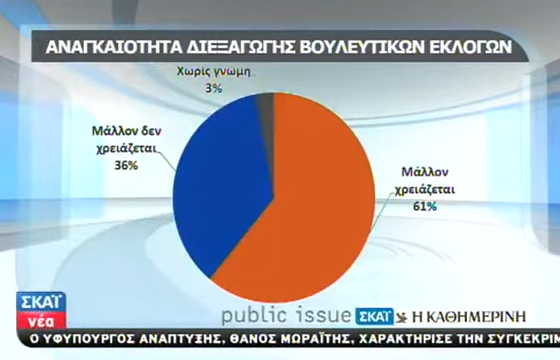 ΑΝΑΓΚΑΙΟΤΗΤΑ ΔΙΕΞΑΓΩΓΗΣ ΒΟΥΛΕΥΤΙΚΩΝ ΕΚΛΟΓΩΝ
Χωρίς γνώμη
3%
Μάλλον δεν
χρειάζεται
36%
Μάλλον
χρειάζεται
61%
public issue ΣΚΑΪ Η ΚΑΘΗΜΕΡΙΝΗ
ΣΚΑΪ
νέα
Ο ΥΦΥΠΟΥΡΓΟΣ ΑΝΑΠΤΥΞΗΣ, ΘΑΝΟΣ ΜΩΡΑΪΤΗΣ, ΧΑΡΑΚΤΗΡΙΣΕ ΤΗΝ ΣΥΓΚΕΚΡΙ